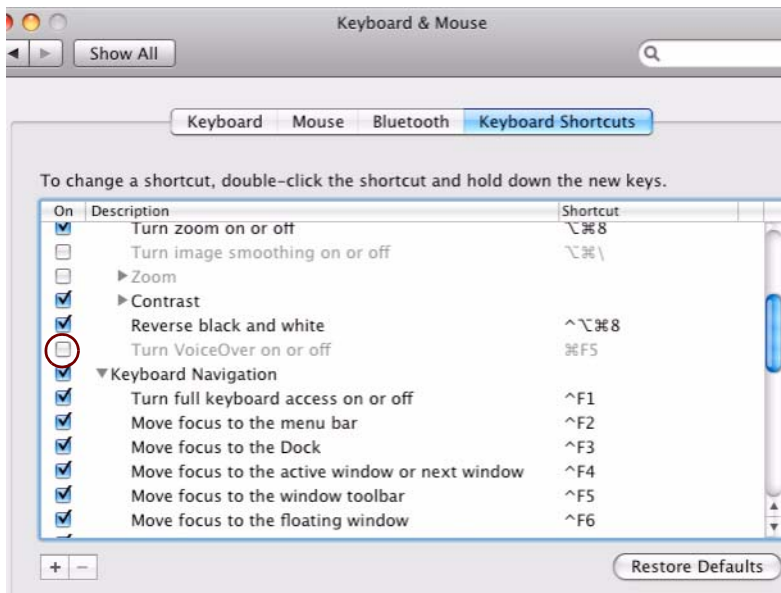 Keyboard & Mouse
Show All
Keyboard Mouse Bluetooth Keyboard Shortcuts
To change a shortcut, double-click the shortcut and hold down the new keys.
On Description Shortcut
Turn zoom on or off ⌥⌘8
Turn image smoothing on or off ⌥⌘\
Zoom
Contrast
Reverse black and white ^⌥⌘8
Turn VoiceOver on or off ⌘F5
Keyboard Navigation
Turn full keyboard access on or off ^F1
Move focus to the menu bar ^F2
Move focus to the Dock ^F3
Move focus to the active window or next window ^F4
Move focus to the window toolbar ^F5
Move focus to the floating window ^F6
+ − Restore Defaults